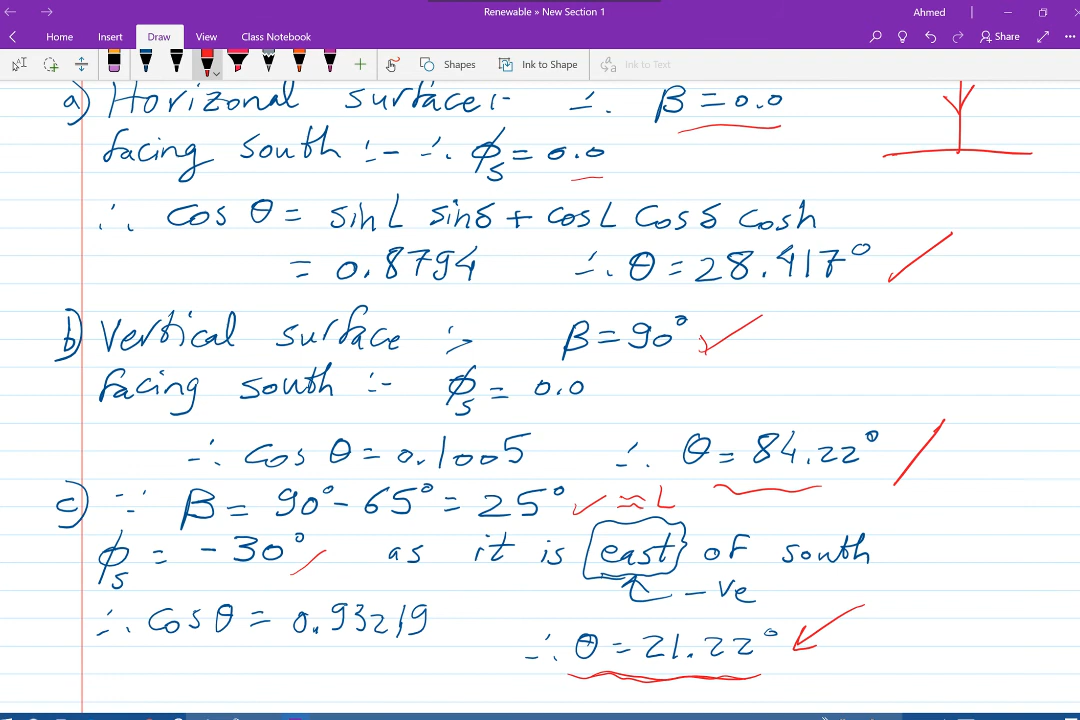 Renewable » New Section 1
Ahmed
Home Insert Draw View Class Notebook
Share
Shapes Ink to Shape Ink to Text
a) Horizonal surface :- ∴ β = 0.0
facing south :- ∴ ϕs = 0.0
∴ cos θ = sin L sin δ + cos L Cos δ Cosh
= 0.8794 ∴ θ = 28.417°
b) Vertical surface :- β = 90°
facing south :- ϕs = 0.0
∴ cos θ = 0.1005 ∴ θ = 84.22°
c) ∵ β = 90° - 65° = 25° ≈ L
ϕs = -30° as it is {east} of south
-ve
∴ cos θ = 0.93219
∴ θ = 21.22°